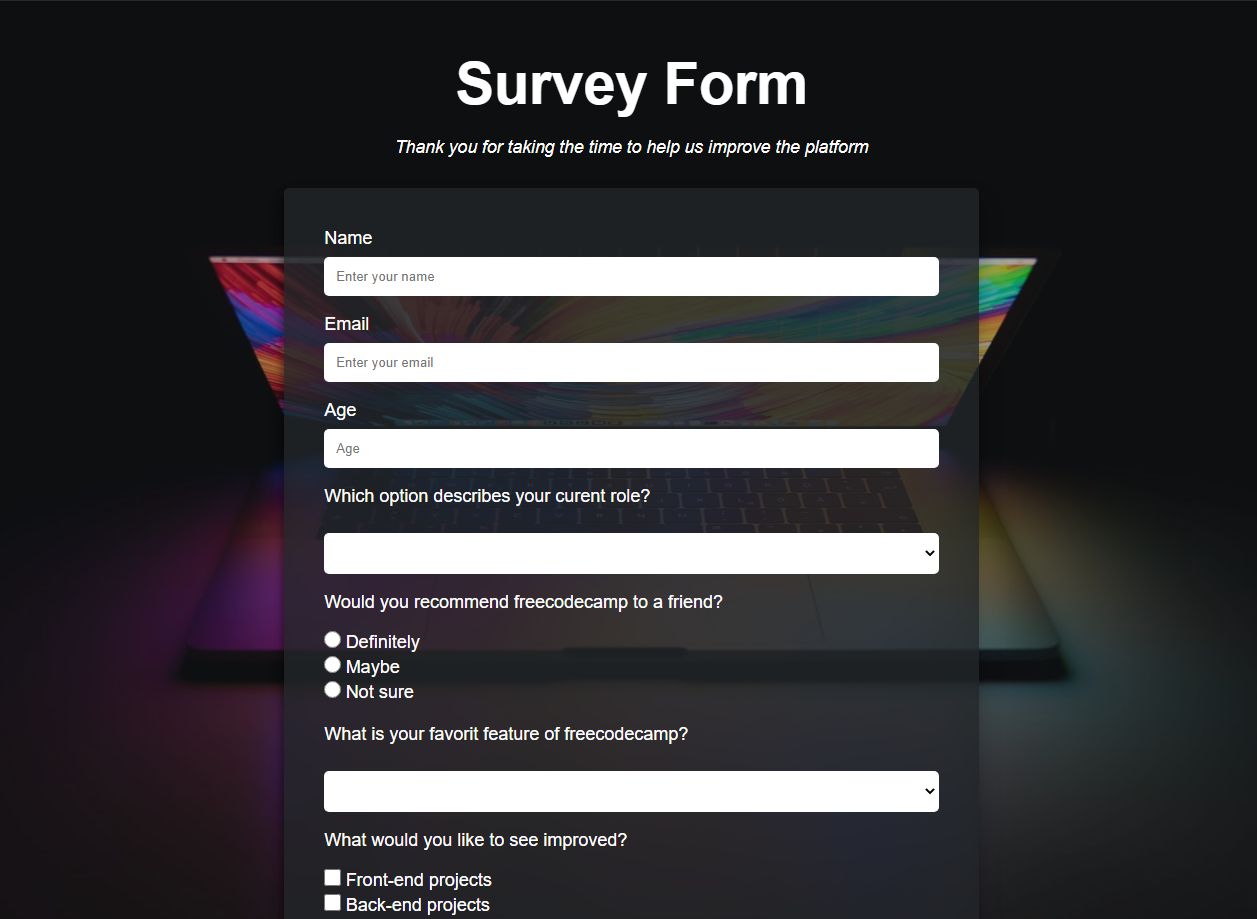 Survey Form
Thank you for taking the time to help us improve the platform
Name
Enter your name
Email
Enter your email
Age
Age
Which option describes your curent role?
Would you recommend freecodecamp to a friend?
Definitely
Maybe
Not sure
What is your favorit feature of freecodecamp?
What would you like to see improved?
Front-end projects
Back-end projects